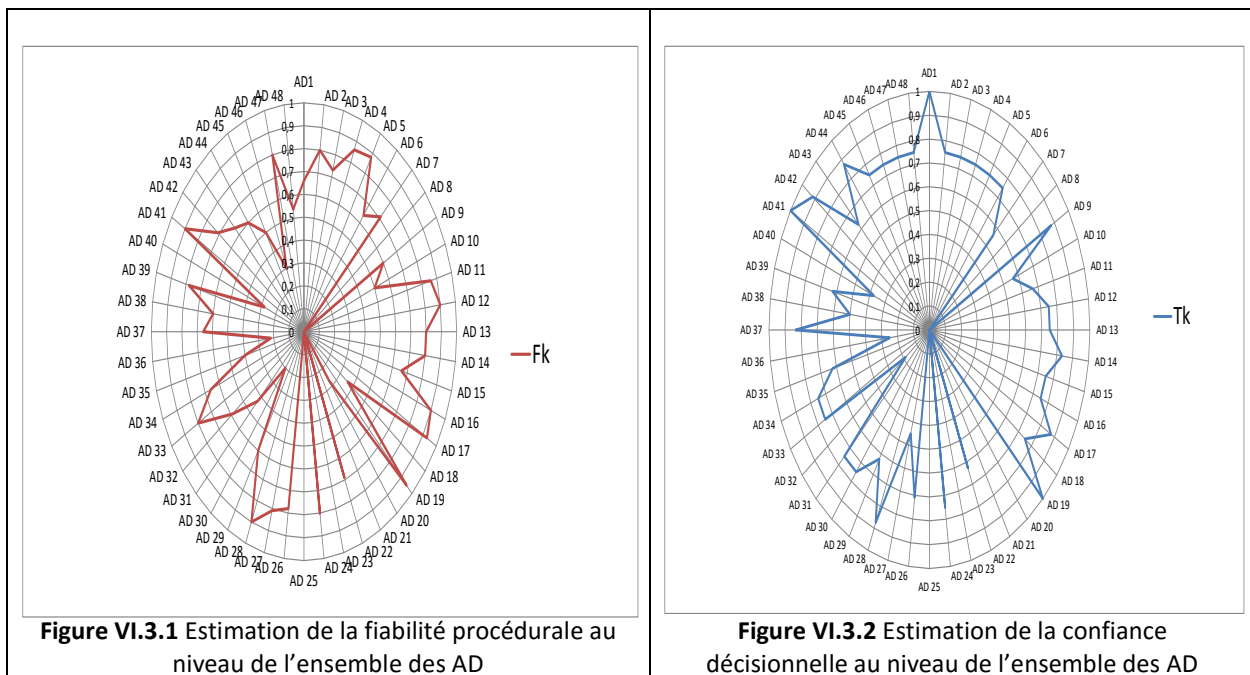 AD1
AD 2
AD 3
AD 4
AD 5
AD 6
AD 7
AD 8
AD 9
AD 10
AD 11
AD 12
AD 13
AD 14
AD 15
AD 16
AD 17
AD 18
AD 19
AD 20
AD 21
AD 22
AD 23
AD 24
AD 25
AD 26
AD 27
AD 28
AD 29
AD 30
AD 31
AD 32
AD 33
AD 34
AD 35
AD 36
AD 37
AD 38
AD 39
AD 40
AD 41
AD 42
AD 43
AD 44
AD 45
AD 46
AD 47
AD 48
1
0,9
0,8
0,7
0,6
0,5
0,4
0,3
0,2
0,1
0
Fk
Figure VI.3.1 Estimation de la fiabilité procédurale au
niveau de l'ensemble des AD
AD1
AD 2
AD 3
AD 4
AD 5
AD 6
AD 7
AD 8
AD 9
AD 10
AD 11
AD 12
AD 13
AD 14
AD 15
AD 16
AD 17
AD 18
AD 19
AD 20
AD 21
AD 22
AD 23
AD 24
AD 25
AD 26
AD 27
AD 28
AD 29
AD 30
AD 31
AD 32
AD 33
AD 34
AD 35
AD 36
AD 37
AD 38
AD 39
AD 40
AD 41
AD 42
AD 43
AD 44
AD 45
AD 46
AD 47
AD 48
1
0,9
0,8
0,7
0,6
0,5
0,4
0,3
0,2
0,1
0
Tk
Figure VI.3.2 Estimation de la confiance
décisionnelle au niveau de l'ensemble des AD